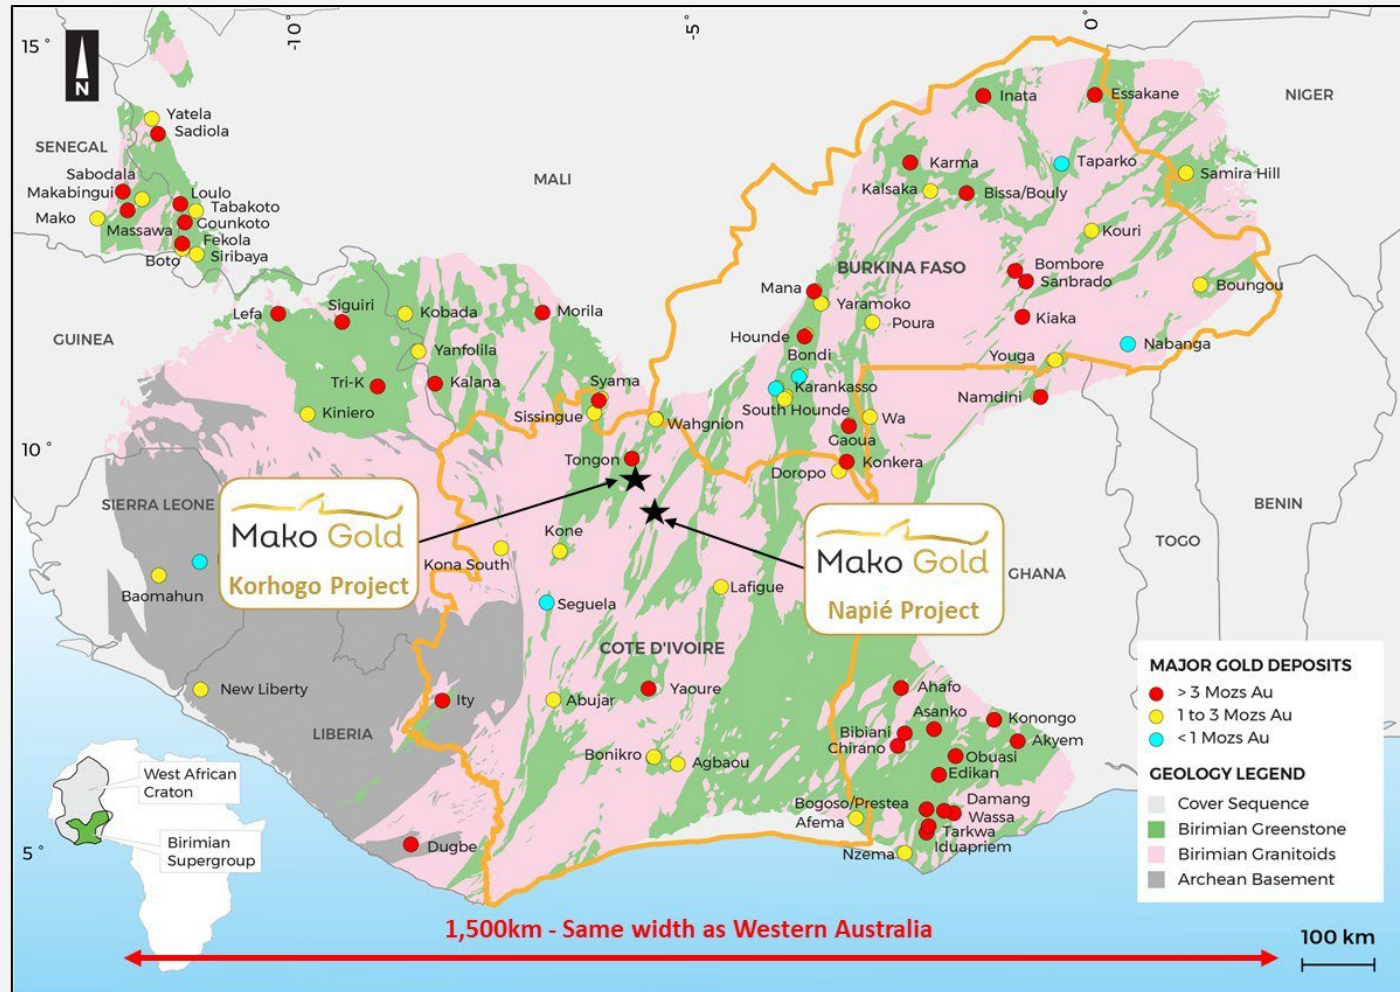 15°
-10°
-5°
0°
N
Yatela
Sadiola
SENEGAL
Sabodala
Makabingui
Loulo
Tabakoto
Mako
Massawa
Gounkoto
Fekola
Boto
Siribaya
MALI
NIGER
Inata
Essakane
Karma
Kalsaka
Bissa/Bouly
Taparko
Samira Hill
Kouri
BURKINA FASO
Bombore
Sanbrado
Boungou
Mana
Yaramoko
Poura
Kiaka
Hounde
Bondi
Nabanga
Youga
Karankasso
South Hounde
Namdini
Wa
Gaoua
Konkera
Doropo
GUINEA
Lefa
Siguiri
Kobada
Morila
Yanfolila
Tri-K
Kalana
Kiniero
Syama
Sissingue
Wahgnion
10°
Tongon
SIERRA LEONE
Mako Gold
Korhogo Project
Mako Gold
Napié Project
BENIN
TOGO
GHANA
Kone
Kona South
Baomahun
Lafigue
Seguela
COTE D'IVOIRE
New Liberty
Ity
Abujar
Yaoure
LIBERIA
Bonikro
Agbaou
Ahafo
Asanko
Konongo
Bibiani
Chirano
Akyem
Obuasi
Edikan
Bogoso/Prestea
Damang
Afema
Wassa
Tarkwa
Iduapriem
Nzema
Dugbe
5°
West African
Craton
Birimian
Supergroup
MAJOR GOLD DEPOSITS
> 3 Mozs Au
1 to 3 Mozs Au
< 1 Mozs Au
GEOLOGY LEGEND
Cover Sequence
Birimian Greenstone
Birimian Granitoids
Archean Basement
1,500km - Same width as Western Australia
100 km